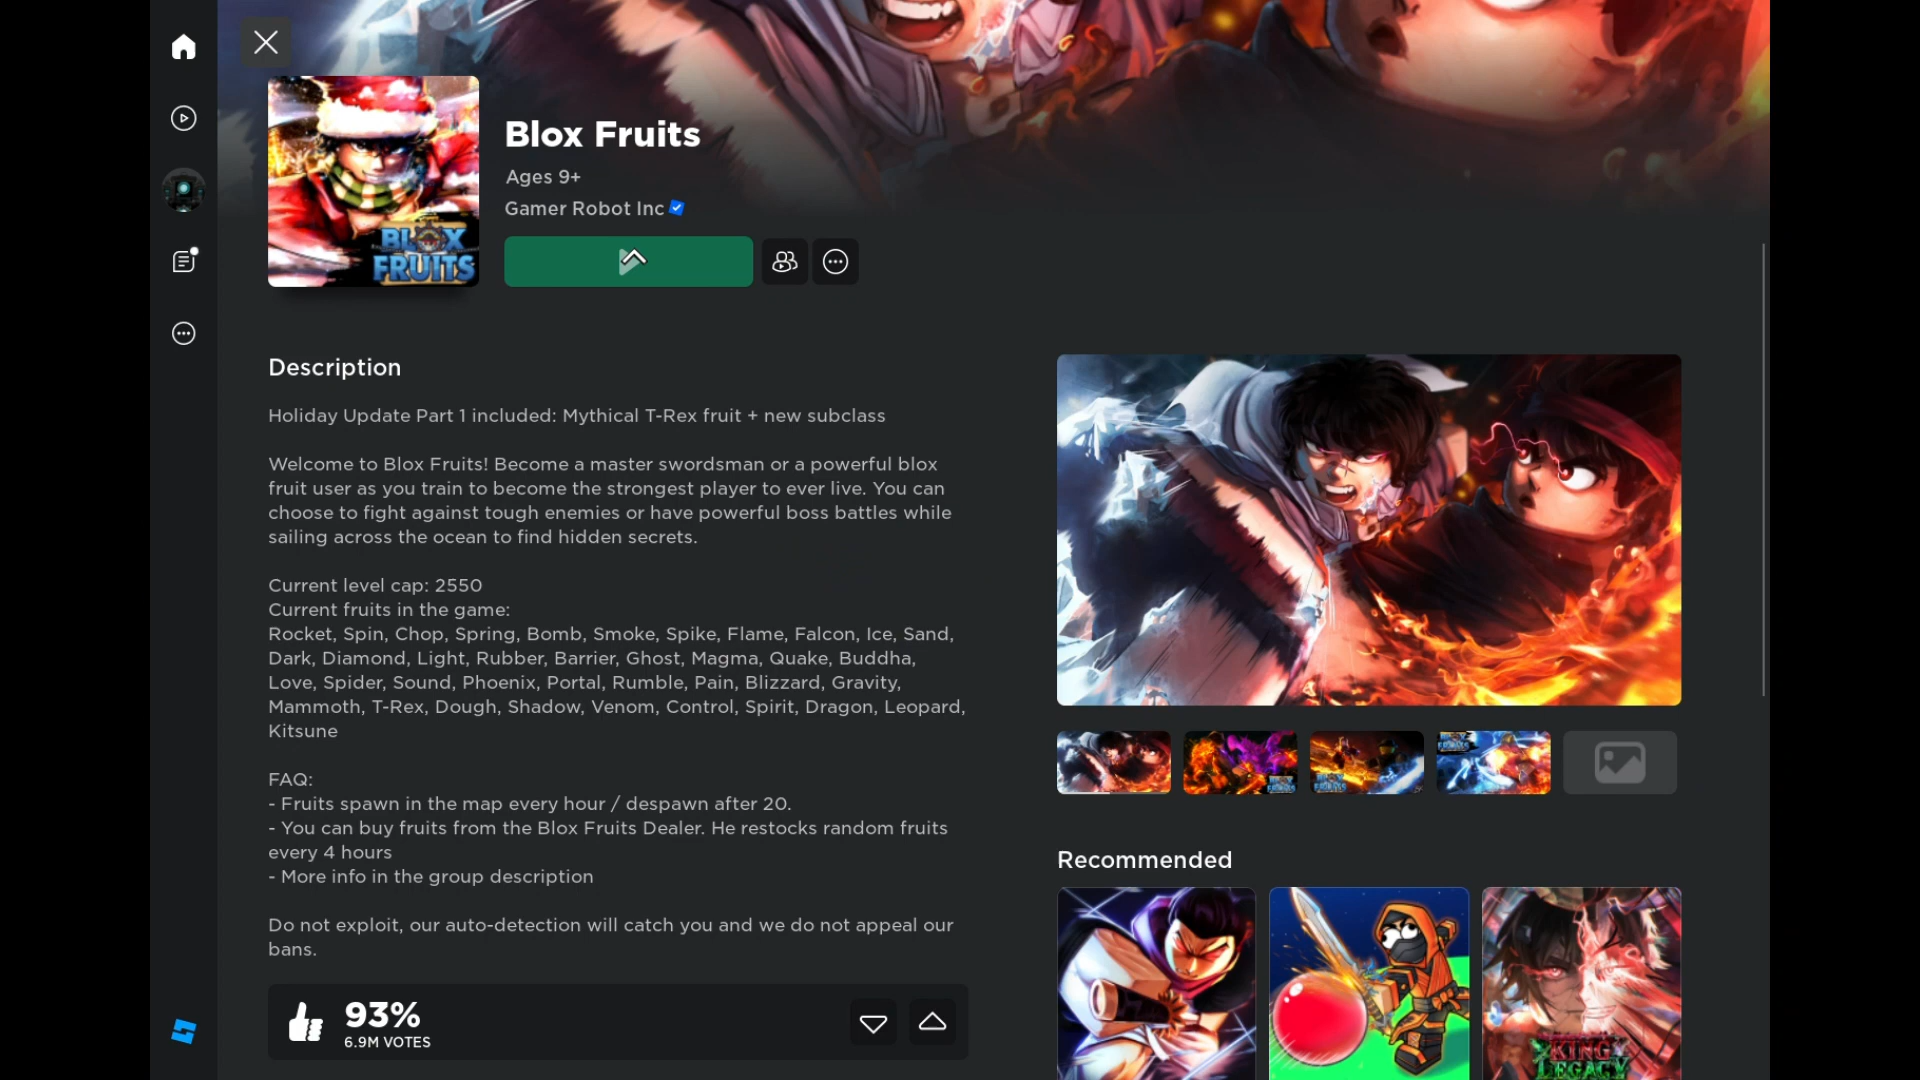 Blox Fruits
Ages 9+
Gamer Robot Inc
BLOX
FRUITS
Description
Holiday Update Part 1 included: Mythical T-Rex fruit + new subclass
Welcome to Blox Fruits! Become a master swordsman or a powerful blox
fruit user as you train to become the strongest player to ever live. You can
choose to fight against tough enemies or have powerful boss battles while
sailing across the ocean to find hidden secrets.
Current level cap: 2550
Current fruits in the game:
Rocket, Spin, Chop, Spring, Bomb, Smoke, Spike, Flame, Falcon, Ice, Sand,
Dark, Diamond, Light, Rubber, Barrier, Ghost, Magma, Quake, Buddha,
Love, Spider, Sound, Phoenix, Portal, Rumble, Pain, Blizzard, Gravity,
Mammoth, T-Rex, Dough, Shadow, Venom, Control, Spirit, Dragon, Leopard,
Kitsune
FAQ:
- Fruits spawn in the map every hour / despawn after 20.
- You can buy fruits from the Blox Fruits Dealer. He restocks random fruits
every 4 hours
- More info in the group description
Do not exploit, our auto-detection will catch you and we do not appeal our
bans.
93%
6.9M VOTES
Recommended
KING
LEGACY